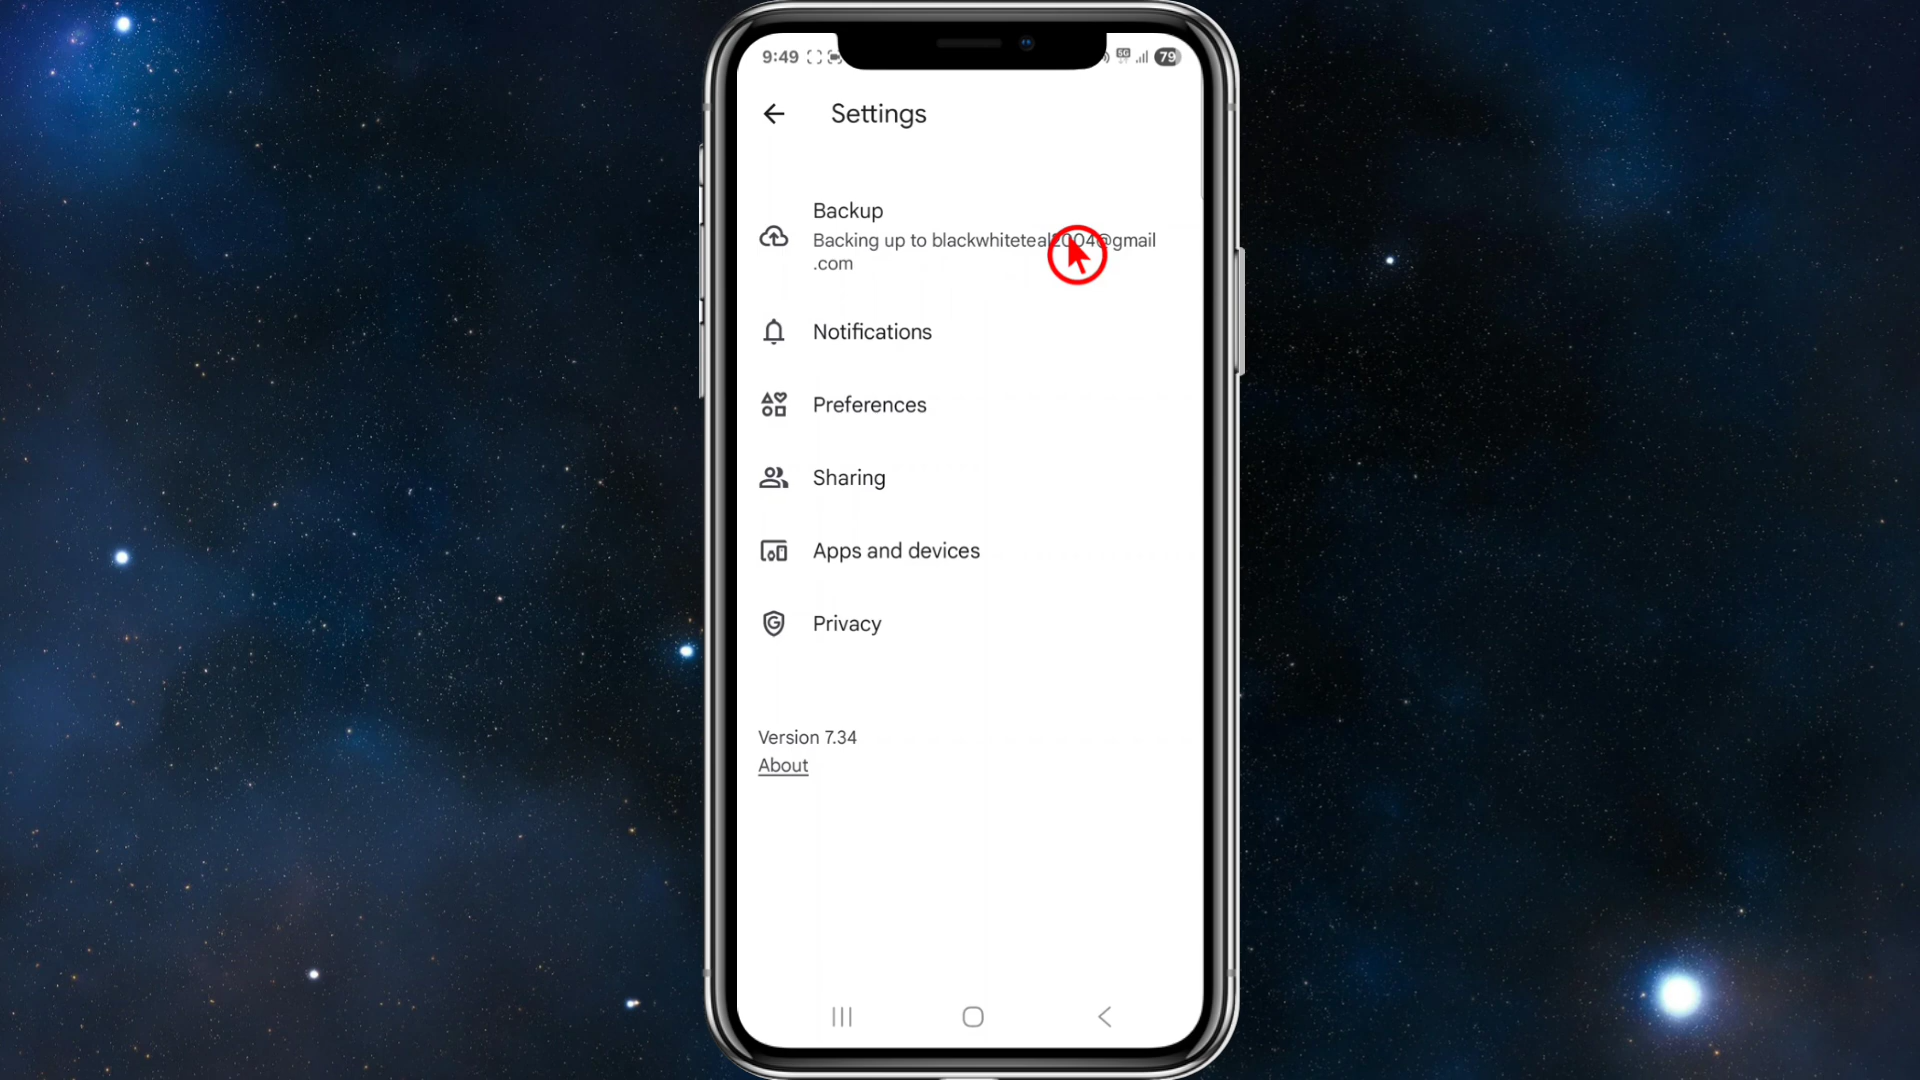 9:49
5G
79
Settings
Backup
Backing up to blackwhiteteal2004@gmail
.com
Notifications
Preferences
Sharing
Apps and devices
Privacy
Version 7.34
About